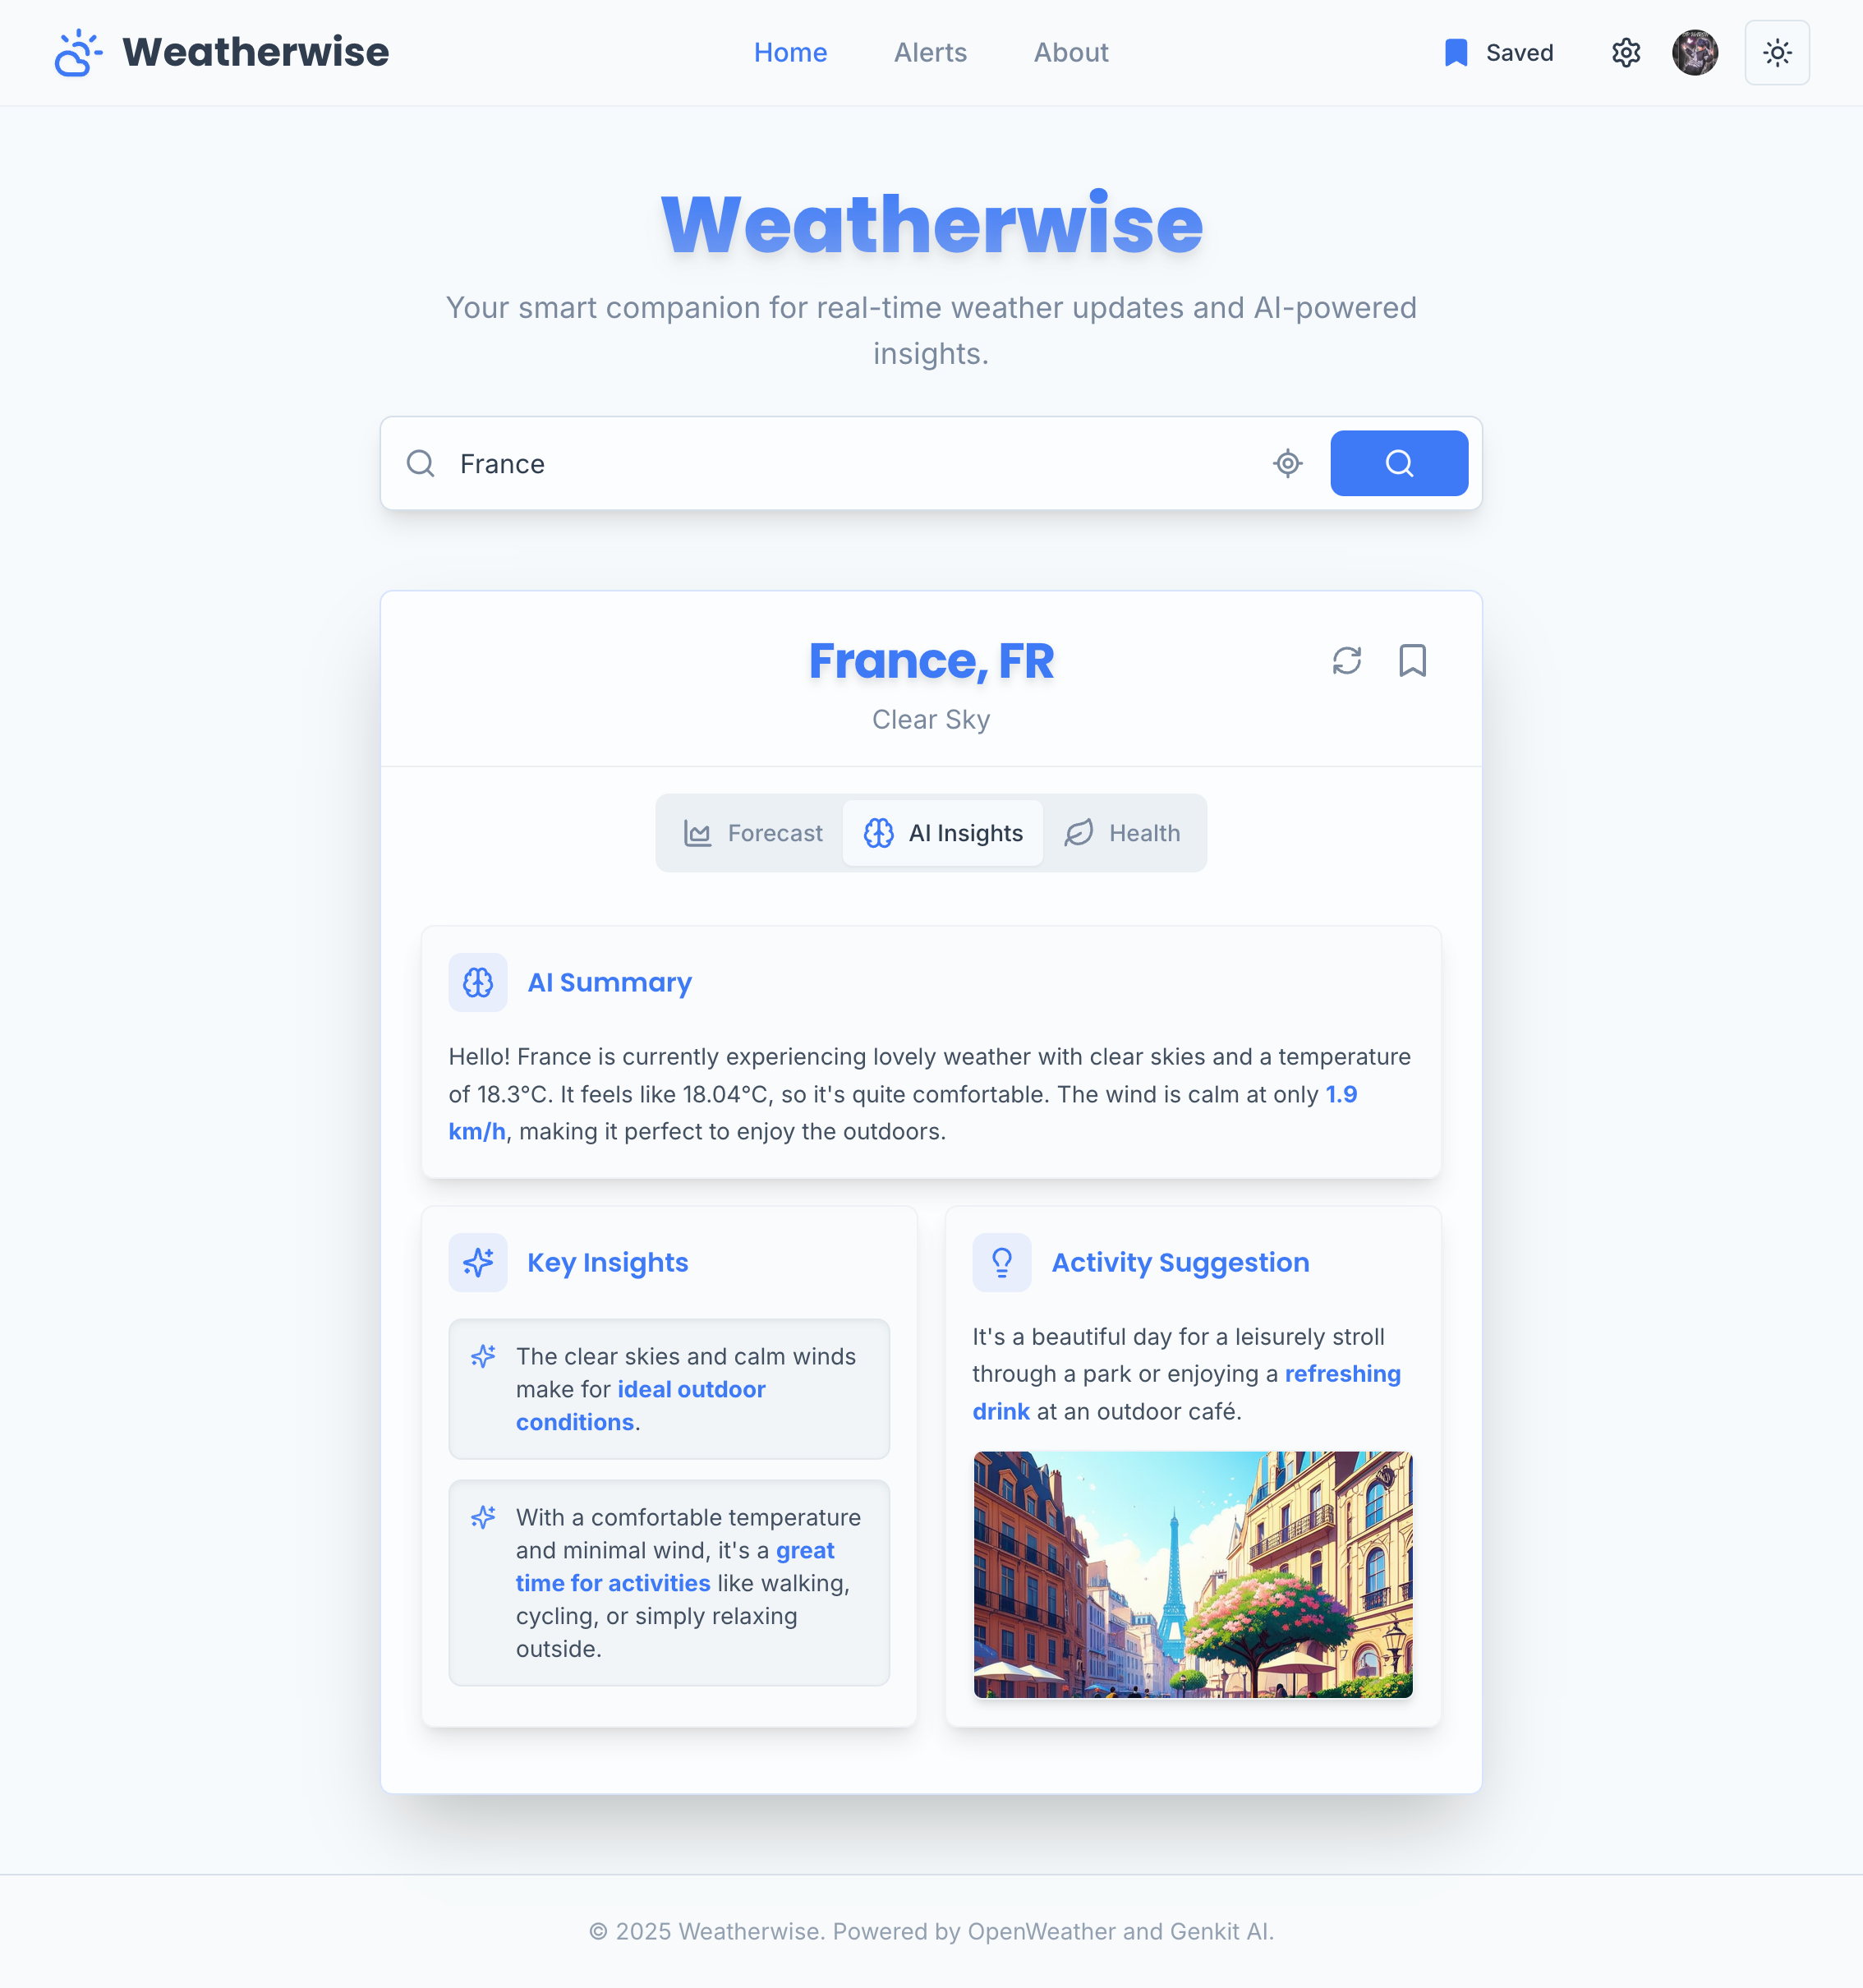 Weatherwise
Home
Alerts
About
Saved
Weatherwise
Your smart companion for real-time weather updates and AI-powered
insights.
France
France, FR
Clear Sky
Forecast
AI Insights
Health
AI Summary
Hello! France is currently experiencing lovely weather with clear skies and a temperature
of 18.3°C. It feels like 18.04°C, so it's quite comfortable. The wind is calm at only 1.9
km/h, making it perfect to enjoy the outdoors.
Key Insights
The clear skies and calm winds
make for ideal outdoor
conditions.
With a comfortable temperature
and minimal wind, it's a great
time for activities like walking,
cycling, or simply relaxing
outside.
Activity Suggestion
It's a beautiful day for a leisurely stroll
through a park or enjoying a refreshing
drink at an outdoor café.
© 2025 Weatherwise. Powered by OpenWeather and Genkit AI.